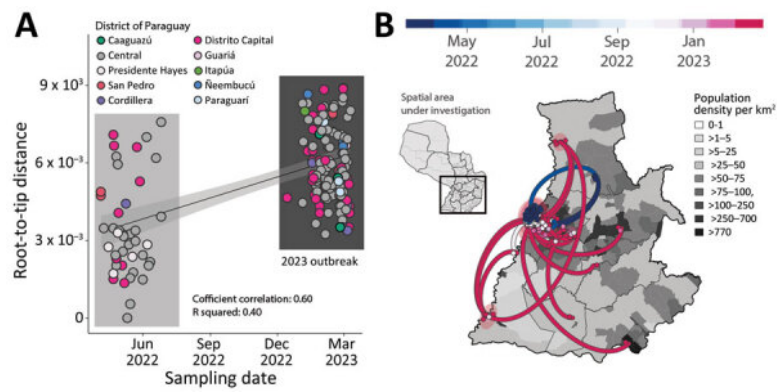 A
District of Paraguay
Caaguazú
Central
Presidente Hayes
San Pedro
Cordillera
Distrito Capital
Guariá
Itapúa
Ñeembucú
Paraguarí
9 x 10⁻³
6 x 10⁻³
3 x 10⁻³
0
Root-to-tip distance
2023 outbreak
Cofficient correlation: 0.60
R squared: 0.40
Jun
2022
Sep
2022
Dec
2022
Mar
2023
Sampling date
B
May
2022
Jul
2022
Sep
2022
Jan
2023
Spatial area
under investigation
Population
density per km²
0-1
>1–5
>5–25
>25–50
>50–75
>75–100,
>100–250
>250–700
>770